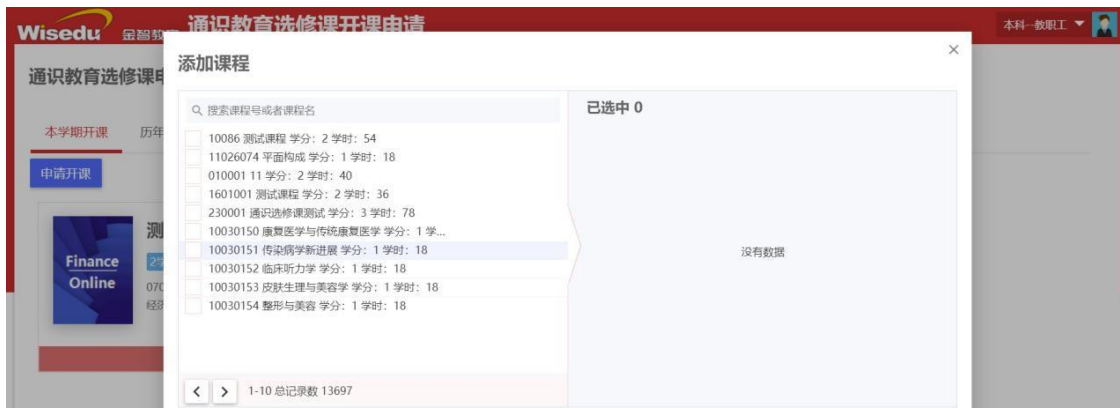 Wisedu 金智教 通识教育选修课开课申请
本科--教职工
通识教育选修课申
添加课程
×
搜索课程号或者课程名
已选中 0
本学期开课 历年
申请开课
10086 测试课程 学分：2 学时：54
11026074 平面构成 学分：1 学时：18
010001 11 学分：2 学时：40
1601001 测试课程 学分：2 学时：36
230001 通识选修课测试 学分：3 学时：78
10030150 康复医学与传统康复医学 学分：1 学...
10030151 传染病学新进展 学分：1 学时：18
10030152 临床听力学 学分：1 学时：18
10030153 皮肤生理与美容学 学分：1 学时：18
10030154 整形与美容 学分：1 学时：18
没有数据
Finance
Online
测
2学
070
经济
1-10 总记录数 13697